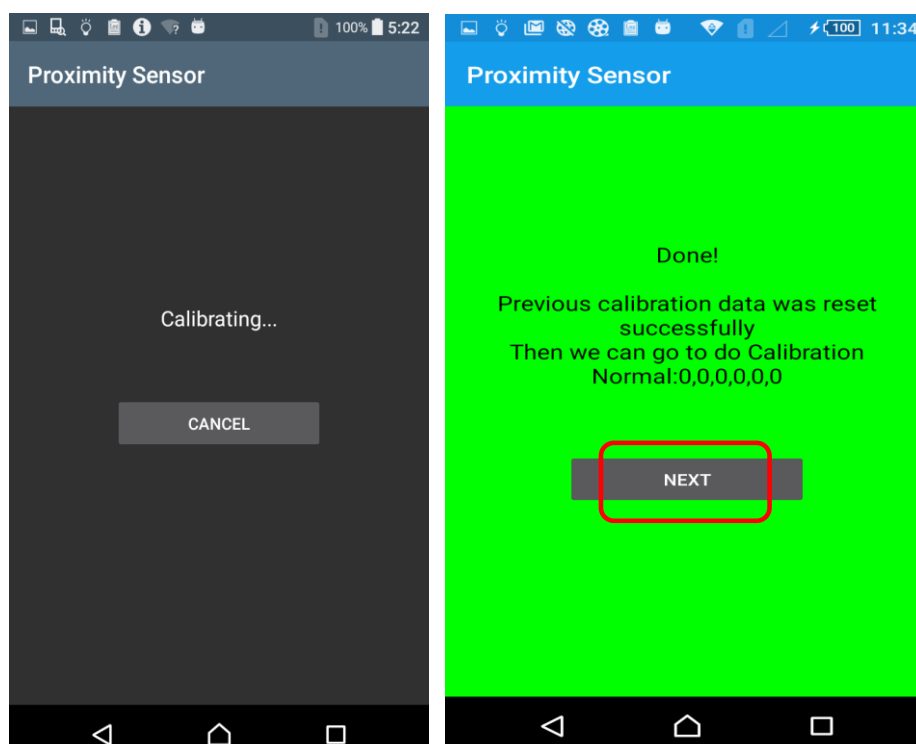 100% 5:22
Proximity Sensor
Calibrating...
CANCEL
100 11:34
Proximity Sensor
Done!
Previous calibration data was reset
successfully
Then we can go to do Calibration
Normal:0,0,0,0,0,0
NEXT